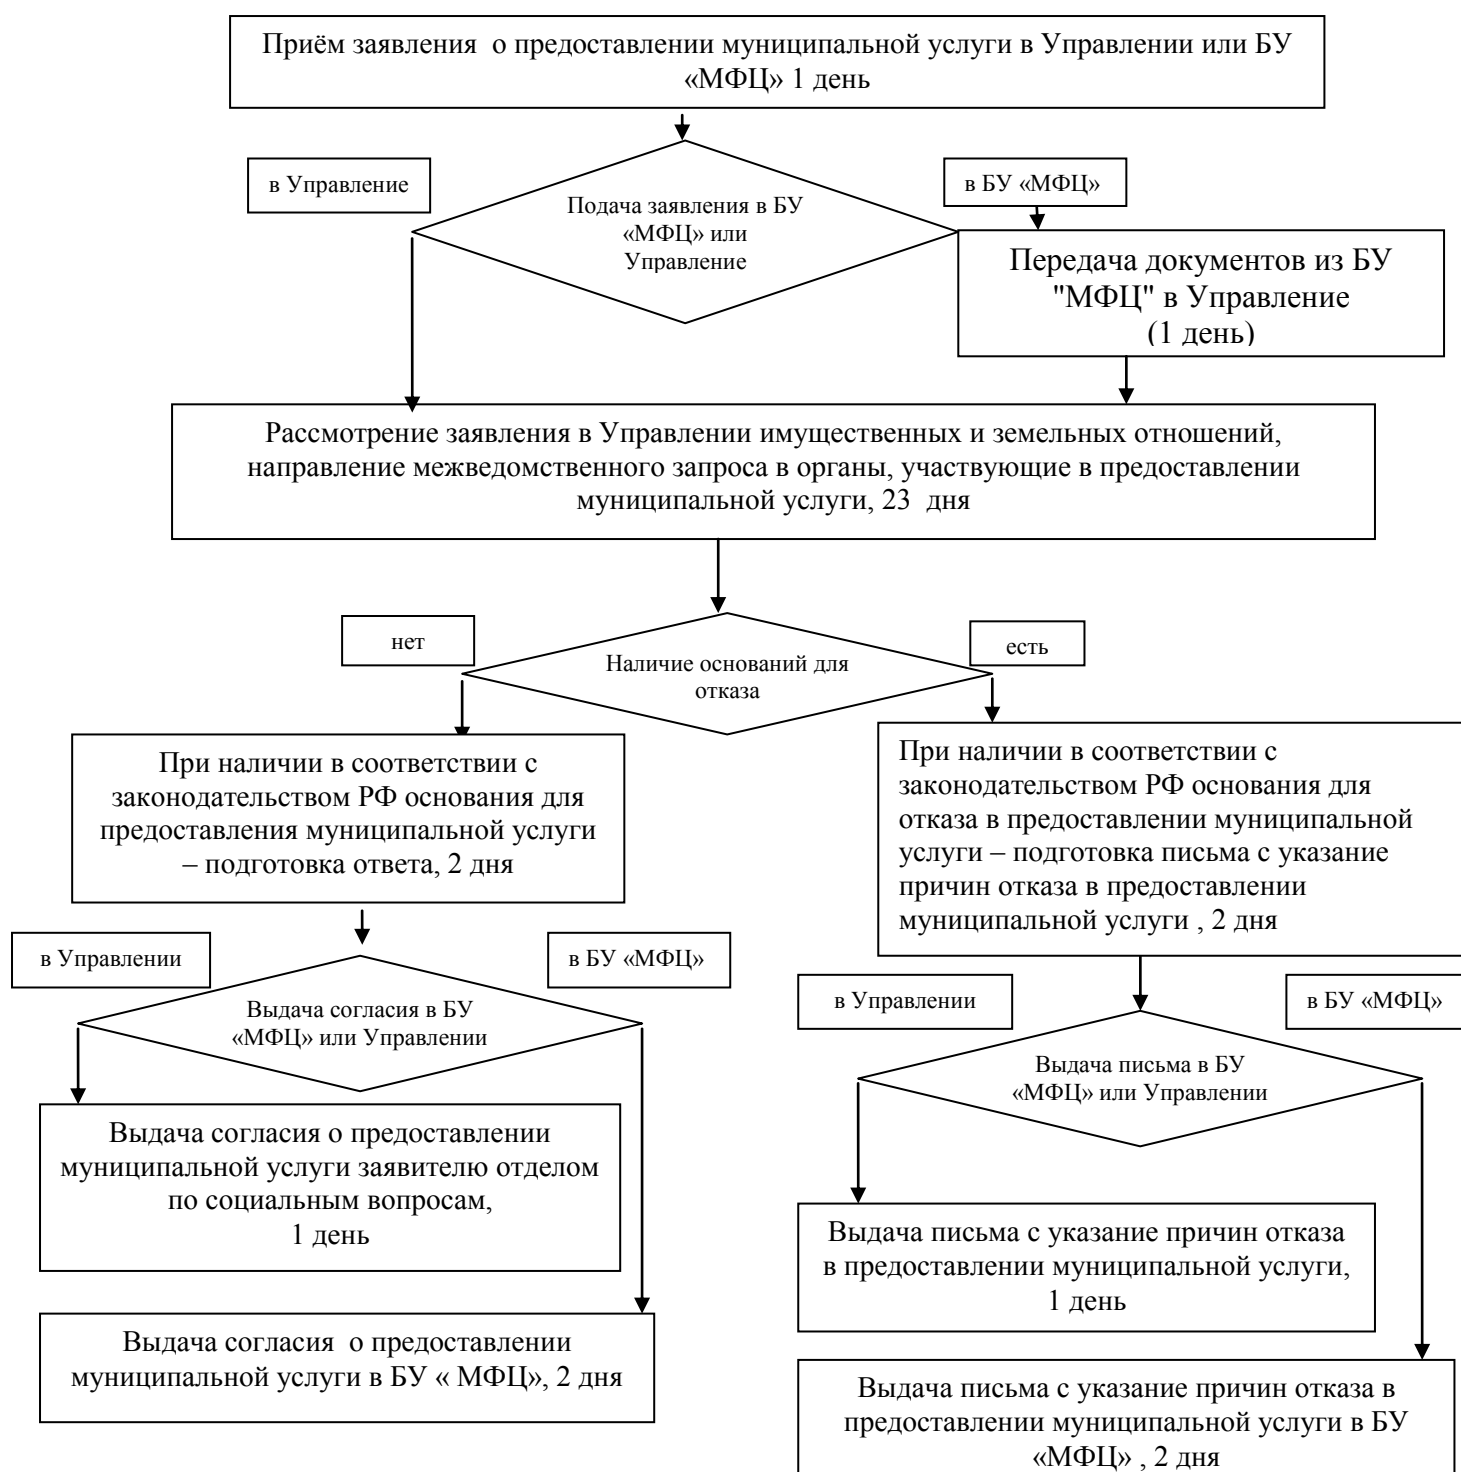 Приём заявления  о предоставлении муниципальной услуги в Управлении или БУ
«МФЦ» 1 день
в Управление
в БУ «МФЦ»
Подача заявления в БУ
«МФЦ» или
Управление
Передача документов из БУ
"МФЦ" в Управление
(1 день)
Рассмотрение заявления в Управлении имущественных и земельных отношений,
направление межведомственного запроса в органы, участвующие в предоставлении
муниципальной услуги, 23  дня
нет
есть
Наличие оснований для
отказа
При наличии в соответствии с
законодательством РФ основания для
предоставления муниципальной услуги
– подготовка ответа, 2 дня
При наличии в соответствии с
законодательством РФ основания для
отказа в предоставлении муниципальной
услуги – подготовка письма с указание
причин отказа в предоставлении
муниципальной услуги , 2 дня
в Управлении
в БУ «МФЦ»
Выдача согласия в БУ
«МФЦ» или Управлении
в Управлении
в БУ «МФЦ»
Выдача письма в БУ
«МФЦ» или Управлении
Выдача согласия о предоставлении
муниципальной услуги заявителю отделом
по социальным вопросам,
1 день
Выдача письма с указание причин отказа
в предоставлении муниципальной услуги,
1 день
Выдача согласия  о предоставлении
муниципальной услуги в БУ « МФЦ», 2 дня
Выдача письма с указание причин отказа в
предоставлении муниципальной услуги в БУ
«МФЦ» , 2 дня